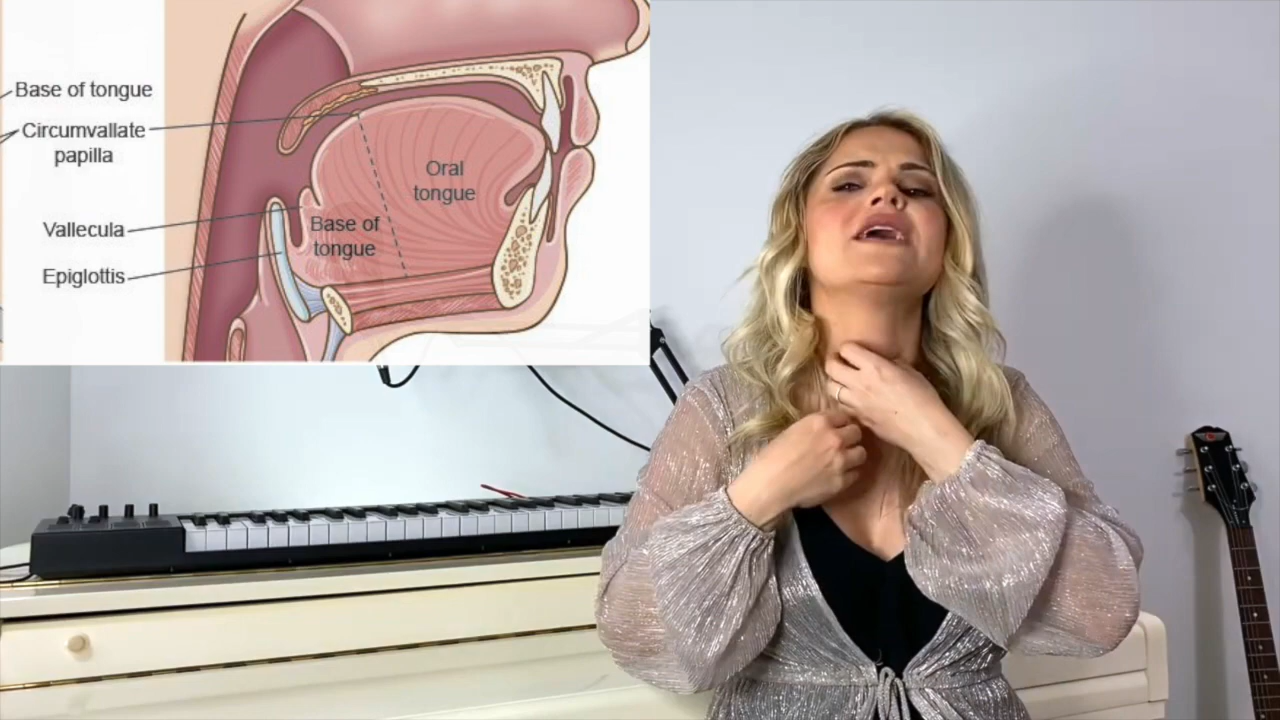 Base of tongue
Circumvallate
papilla
Vallecula
Epiglottis
Oral
tongue
Base of
tongue